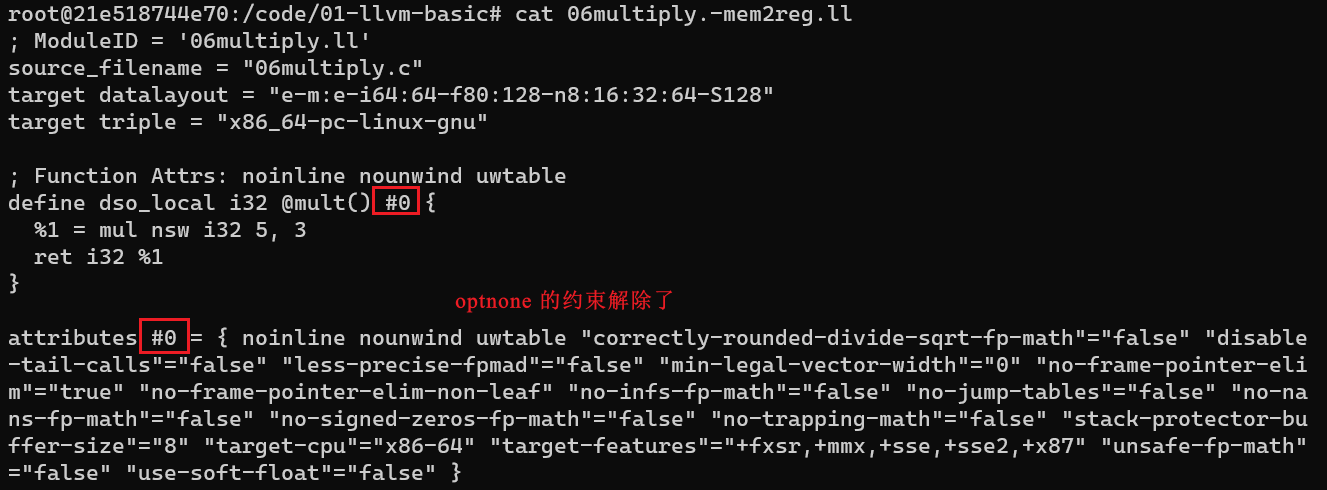 root@21e518744e70:/code/01-llvm-basic# cat 06multiply.-mem2reg.ll
; ModuleID = '06multiply.ll'
source_filename = "06multiply.c"
target datalayout = "e-m:e-i64:64-f80:128-n8:16:32:64-S128"
target triple = "x86_64-pc-linux-gnu"

; Function Attrs: noinline nounwind uwtable
define dso_local i32 @mult() #0 {
  %1 = mul nsw i32 5, 3
  ret i32 %1
}
optnone 的约束解除了
attributes #0 = { noinline nounwind uwtable "correctly-rounded-divide-sqrt-fp-math"="false" "disable
-tail-calls"="false" "less-precise-fpmad"="false" "min-legal-vector-width"="0" "no-frame-pointer-eli
m"="true" "no-frame-pointer-elim-non-leaf" "no-infs-fp-math"="false" "no-jump-tables"="false" "no-na
ns-fp-math"="false" "no-signed-zeros-fp-math"="false" "no-trapping-math"="false" "stack-protector-bu
ffer-size"="8" "target-cpu"="x86-64" "target-features"="+fxsr,+mmx,+sse,+sse2,+x87" "unsafe-fp-math"
="false" "use-soft-float"="false" }